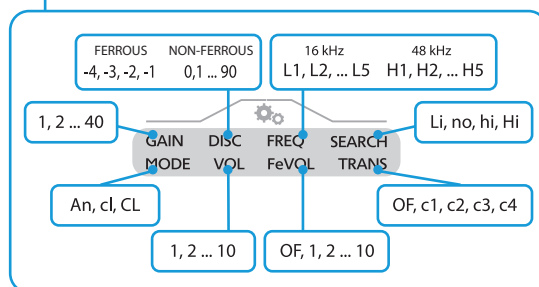 FERROUS NON-FERROUS
-4, -3, -2, -1 0,1 ... 90
16 kHz 48 kHz
L1, L2, ... L5 H1, H2, ... H5
1, 2 ... 40
Li, no, hi, Hi
GAIN DISC FREQ SEARCH
MODE VOL FeVOL TRANS
An, cl, CL
OF, c1, c2, c3, c4
1, 2 ... 10
OF, 1, 2 ... 10